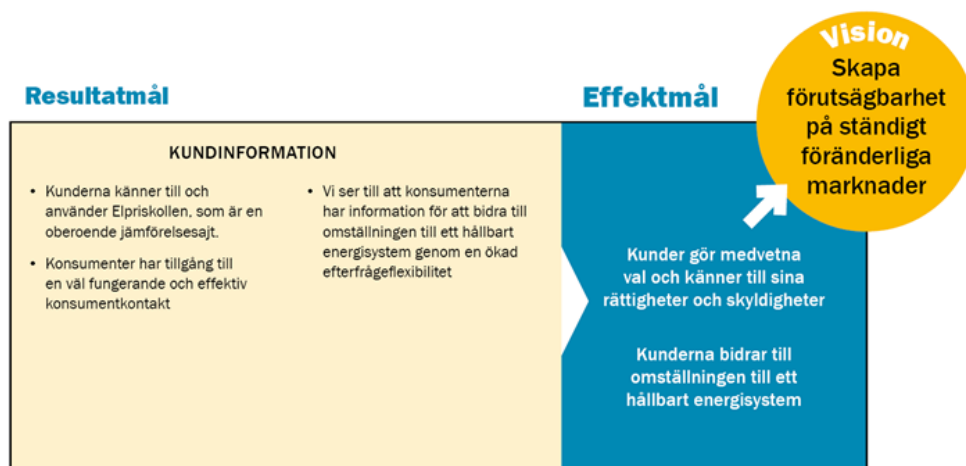 Resultatmål
KUNDINFORMATION
• Kunderna känner till och
använder Elpriskollen, som är en
oberoende jämförelsesajt.
• Konsumenter har tillgång till
en väl fungerande och effektiv
konsumentkontakt
• Vi ser till att konsumenterna
har information för att bidra till
omställningen till ett hållbart
energisystem genom en ökad
efterfrågeflexibilitet
Effektmål
Kunder gör medvetna
val och känner till sina
rättigheter och skyldigheter
Kunderna bidrar till
omställningen till ett
hållbart energisystem
Vision
Skapa
förutsägbarhet
på ständigt
föränderliga
marknader